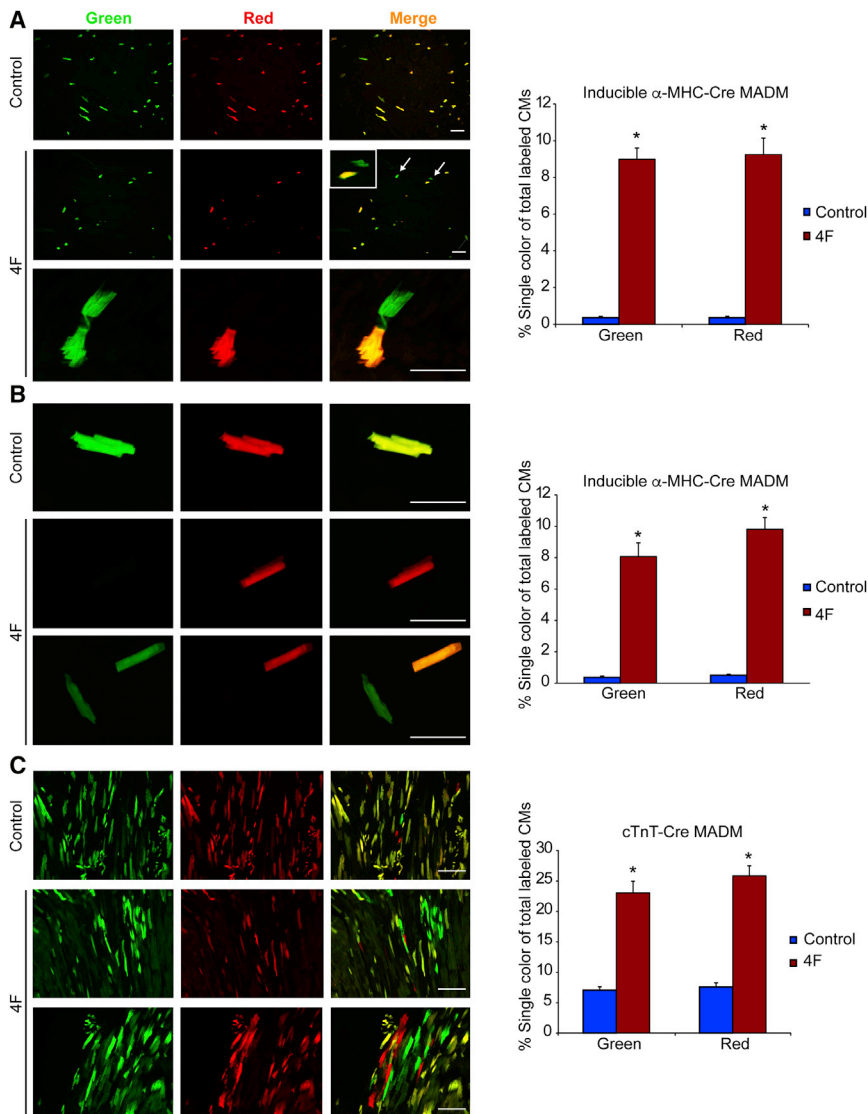 Green Red Merge
A
Control
4F
Inducible α-MHC-Cre MADM
% Single color of total labeled CMs
12
10
8
6
4
2
0
*
*
Green Red
Control
4F
B
Control
4F
Inducible α-MHC-Cre MADM
% Single color of total labeled CMs
12
10
8
6
4
2
0
*
*
Green Red
Control
4F
C
Control
4F
cTnT-Cre MADM
% Single color of total labeled CMs
30
25
20
15
10
5
0
*
*
Green Red
Control
4F